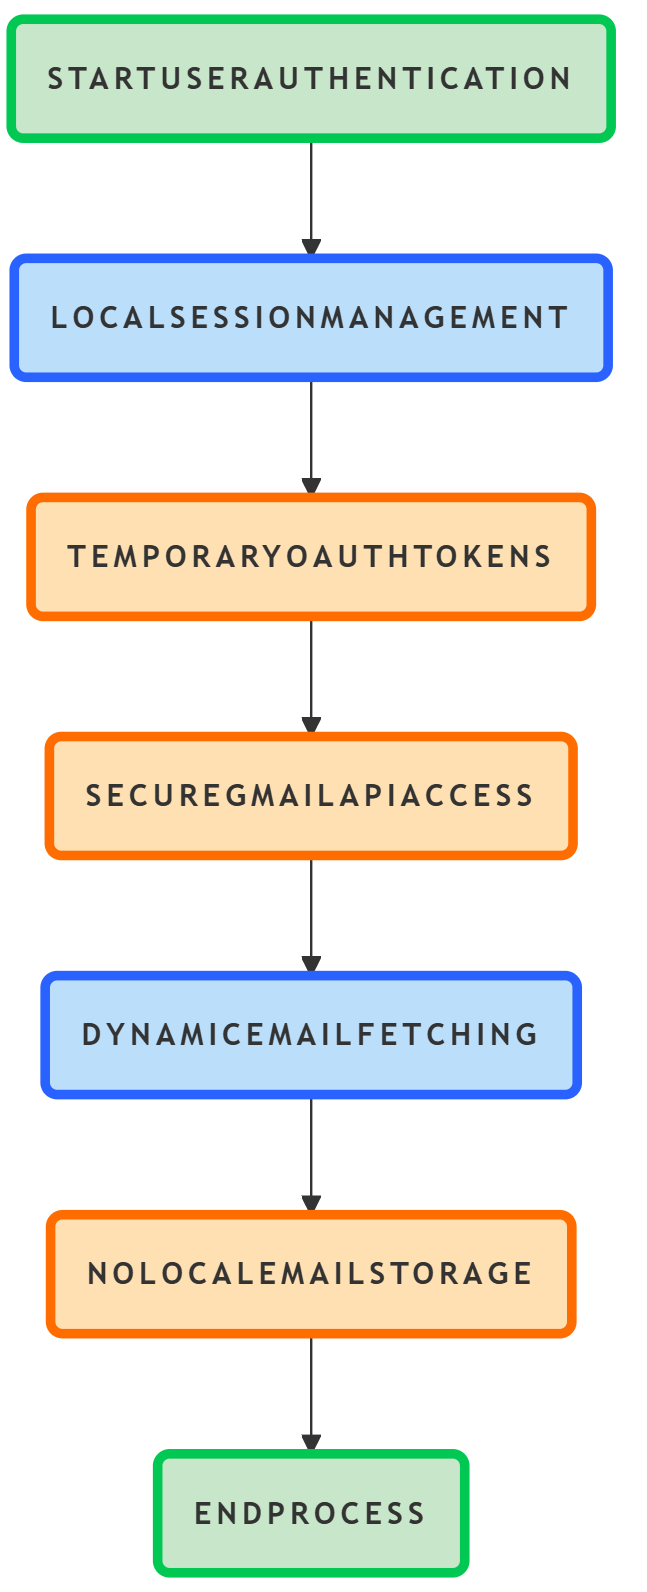 STARTUSERAUTHENTICATION
LOCALSESSIONMANAGEMENT
TEMPORARYOAUTHTOKENS
SECUREGMAILAPIACCESS
DYNAMICEMAILFETCHING
NOLOCALEMAILSTORAGE
ENDPROCESS